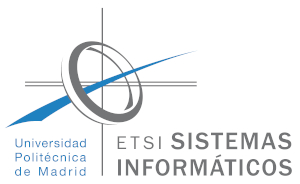 Universidad
Politécnica
de Madrid
ETSI SISTEMAS
INFORMÁTICOS